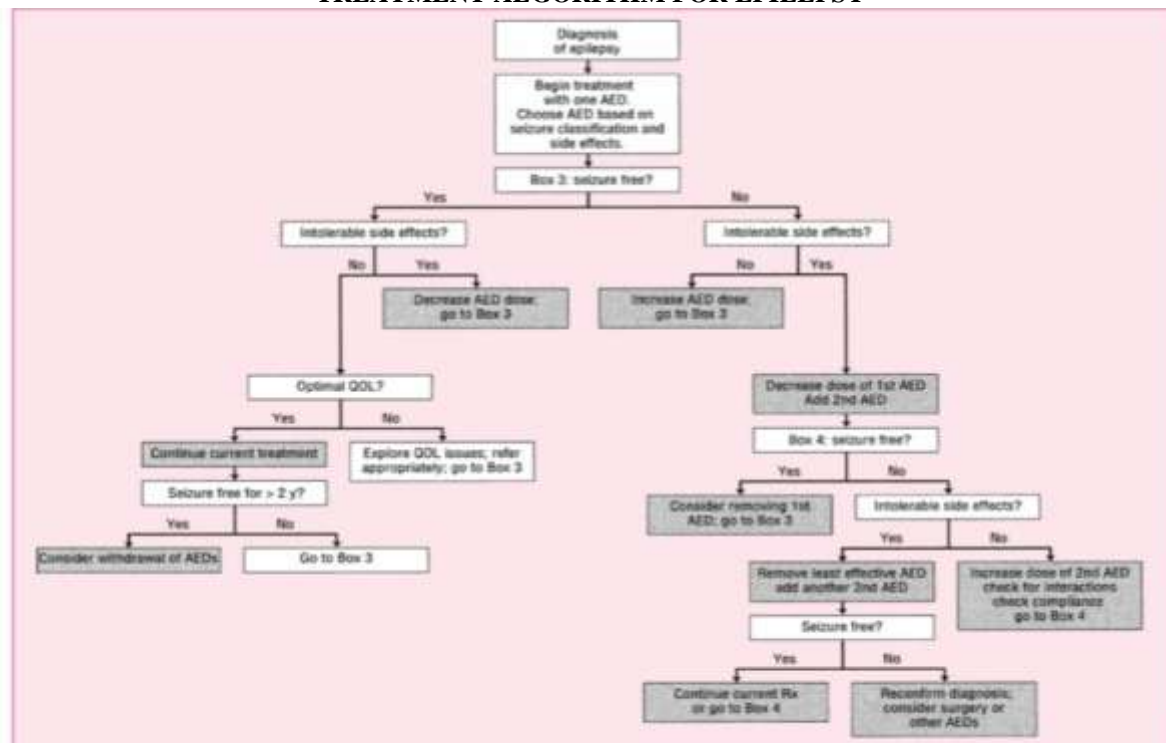 TREATMENT ALGORITHM FOR EPILEPSY
Diagnosis
of epilepsy
Begin treatment
with one AED.
Choose AED based on
seizure classification and
side effects.
Box 3: seizure free?
Yes
No
Intolerable side effects?
Intolerable side effects?
No
Yes
No
Yes
Decrease AED dose;
go to Box 3
Increase AED dose;
go to Box 3
Optimal QOL?
Decrease dose of 1st AED
Add 2nd AED
Yes
No
Box 4: seizure free?
Continue current treatment
Explore QOL issues; refer
appropriately; go to Box 3
Yes
No
Seizure free for > 2 y?
Consider removing 1st
AED; go to Box 3
Intolerable side effects?
Yes
No
Yes
No
Consider withdrawal of AEDs
Go to Box 3
Remove least effective AED
add another 2nd AED
Increase dose of 2nd AED
check for interactions
check compliance
go to Box 4
Seizure free?
Yes
No
Continue current Rx
or go to Box 4
Reconfirm diagnosis;
consider surgery or
other AEDs